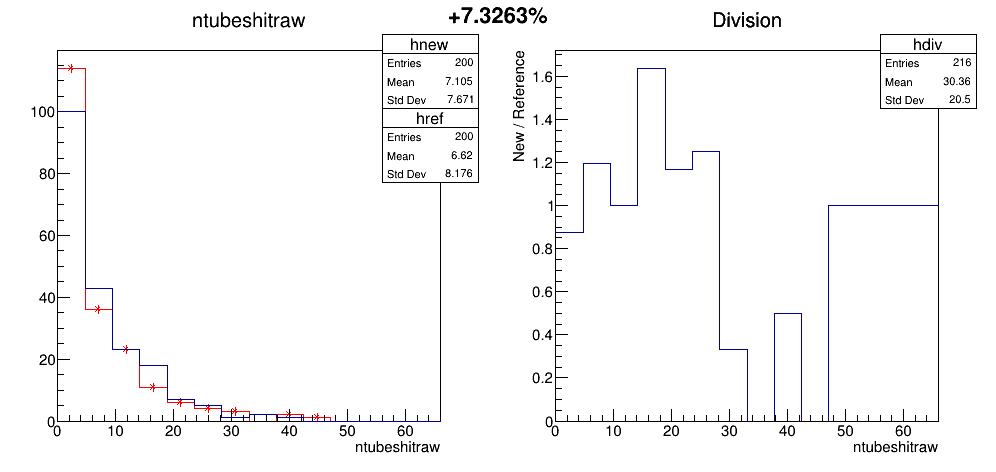 +7.3263%
ntubeshitraw
hnew
Entries 200
Mean 7.105
Std Dev 7.671
href
Entries 200
Mean 6.62
Std Dev 8.176
100
80
60
40
20
0
0 10 20 30 40 50 60
ntubeshitraw
Division
hdiv
Entries 216
Mean 30.36
Std Dev 20.5
New / Reference
1.6
1.4
1.2
1
0.8
0.6
0.4
0.2
0
0 10 20 30 40 50 60
ntubeshitraw